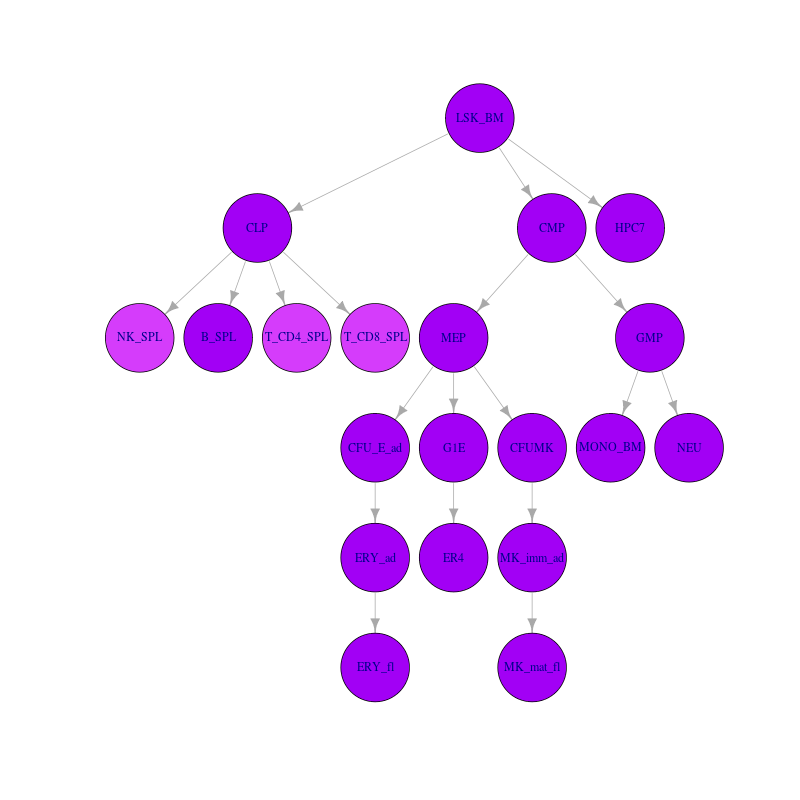 LSK_BM
CLP
CMP
HPC7
NK_SPL
B_SPL
T_CD4_SPL
T_CD8_SPL
MEP
GMP
CFU_E_ad
G1E
CFUMK
MONO_BM
NEU
ERY_ad
ER4
MK_imm_ad
ERY_fl
MK_mat_fl